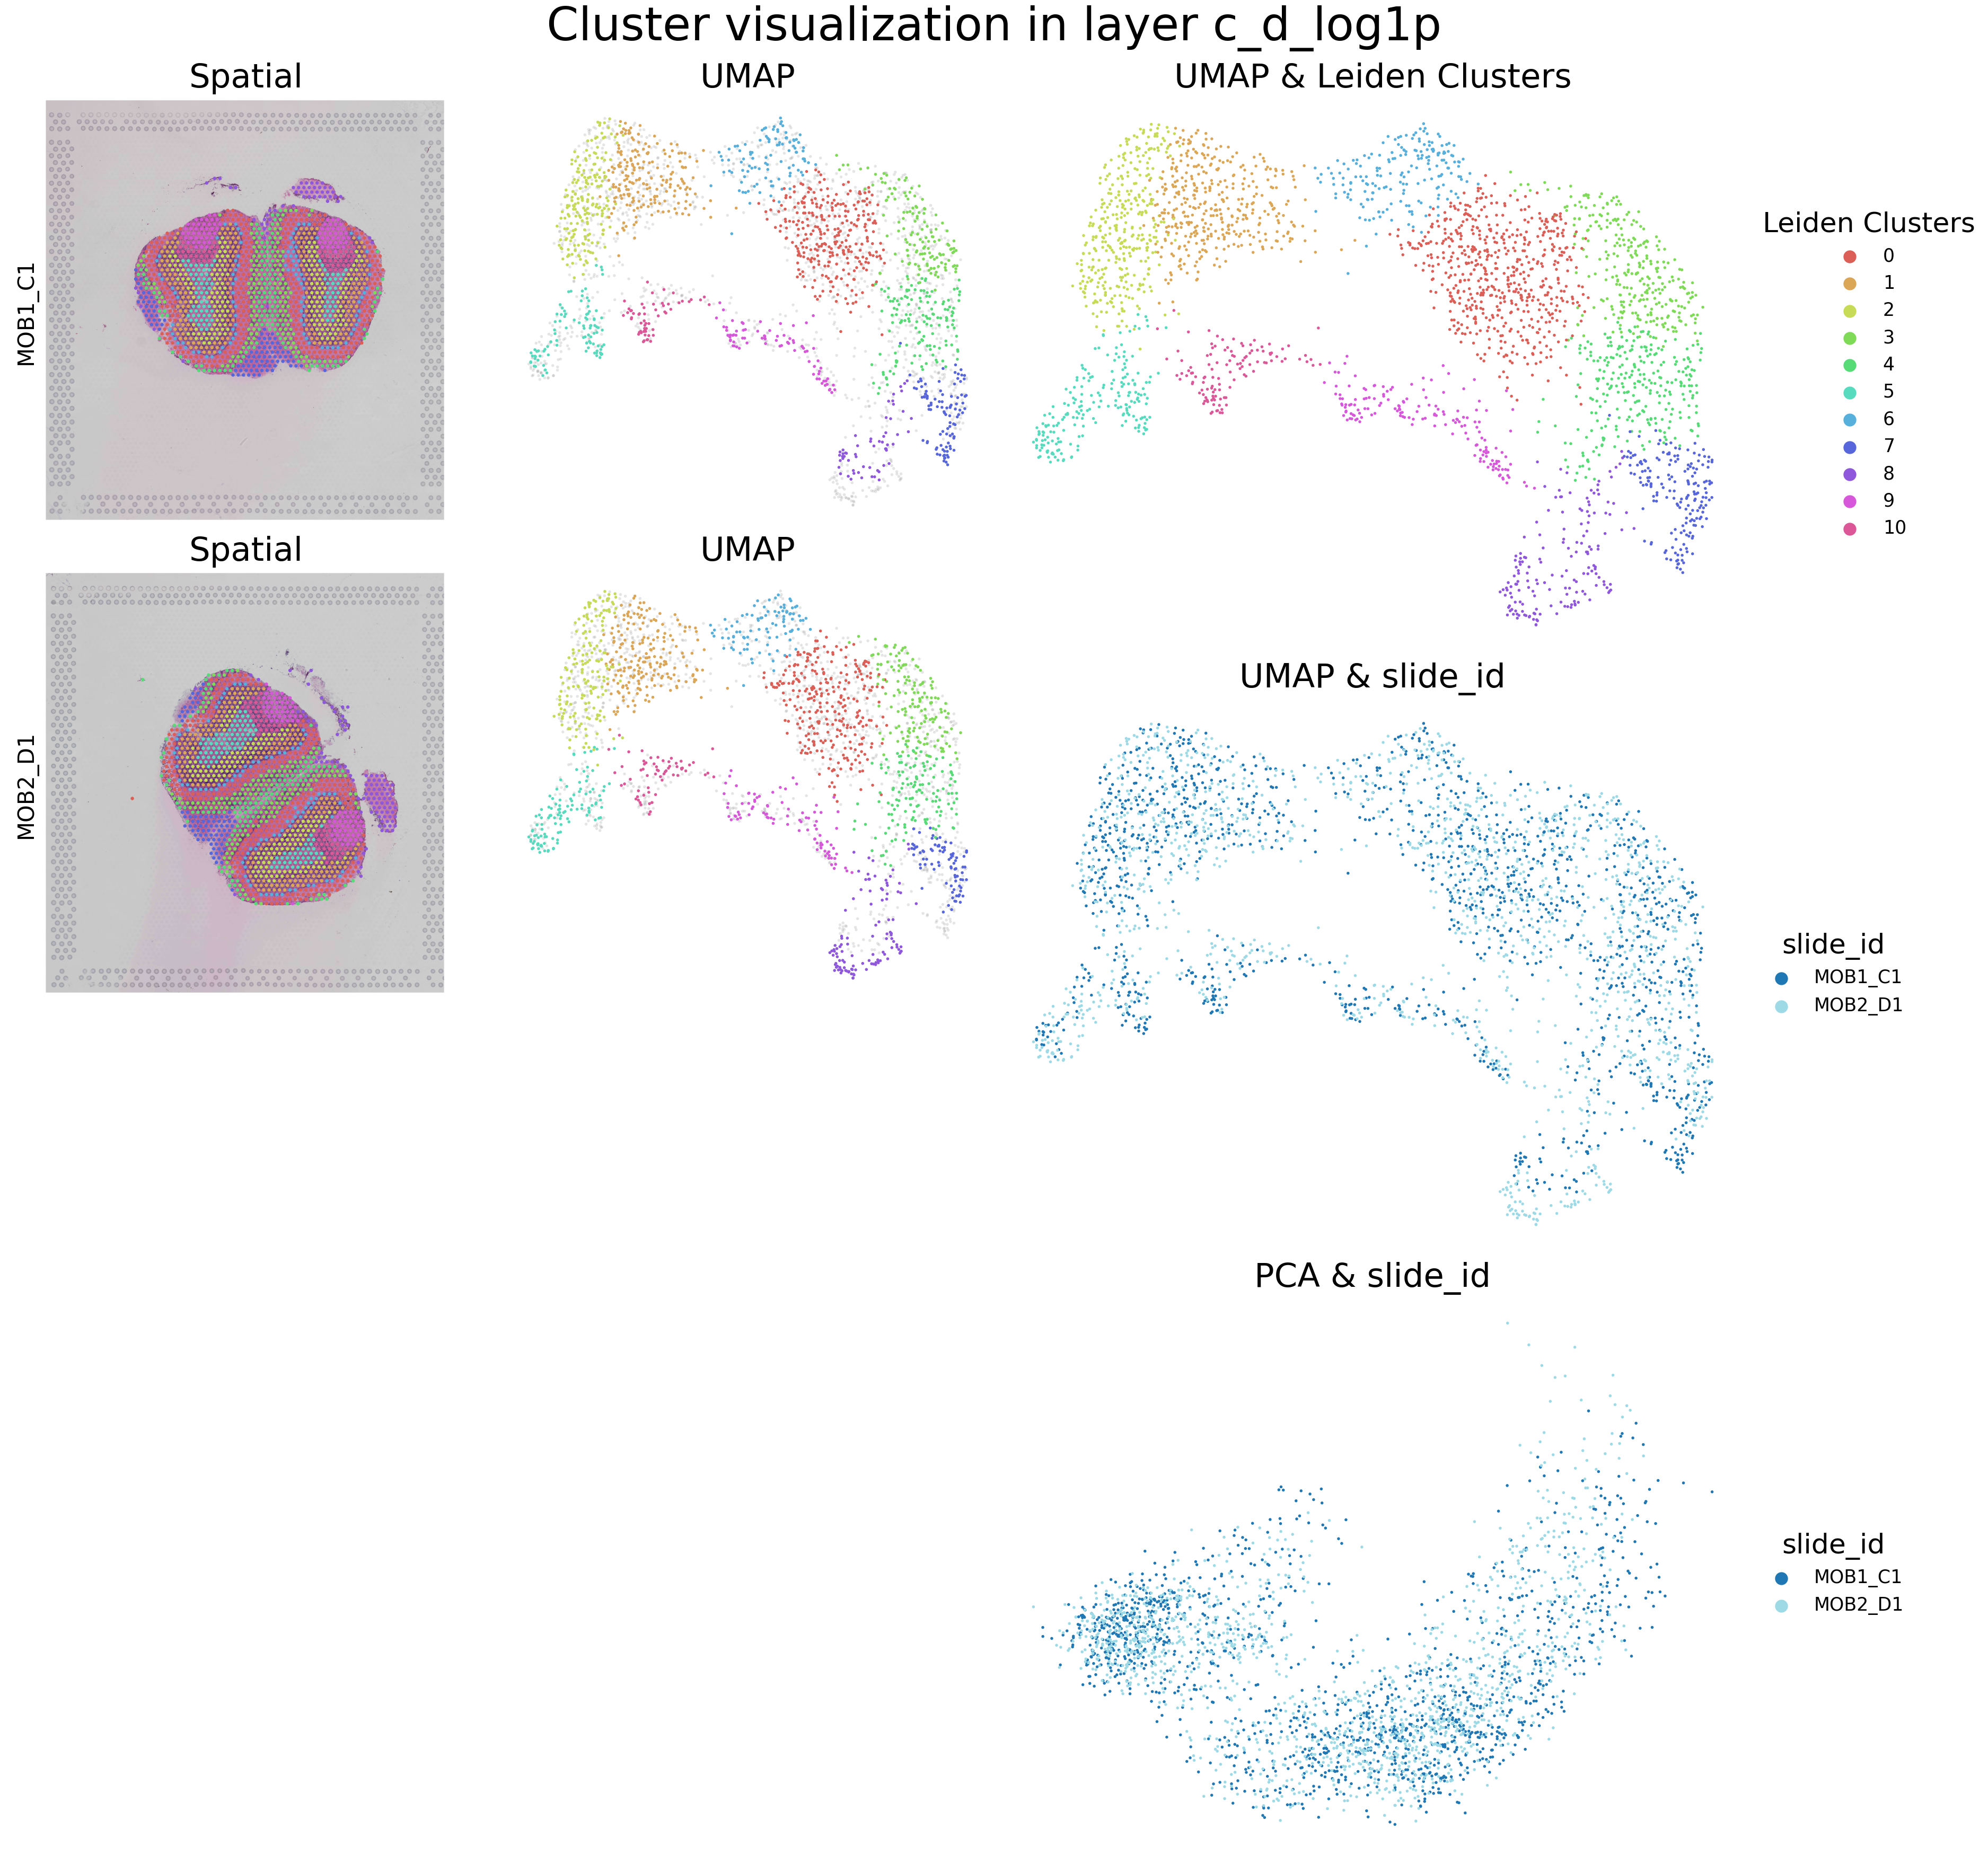 Cluster visualization in layer c_d_log1p
Spatial
UMAP
UMAP & Leiden Clusters
MOB1_C1
Leiden Clusters
0
1
2
3
4
5
6
7
8
9
10
Spatial
UMAP
MOB2_D1
UMAP & slide_id
slide_id
MOB1_C1
MOB2_D1
PCA & slide_id
slide_id
MOB1_C1
MOB2_D1